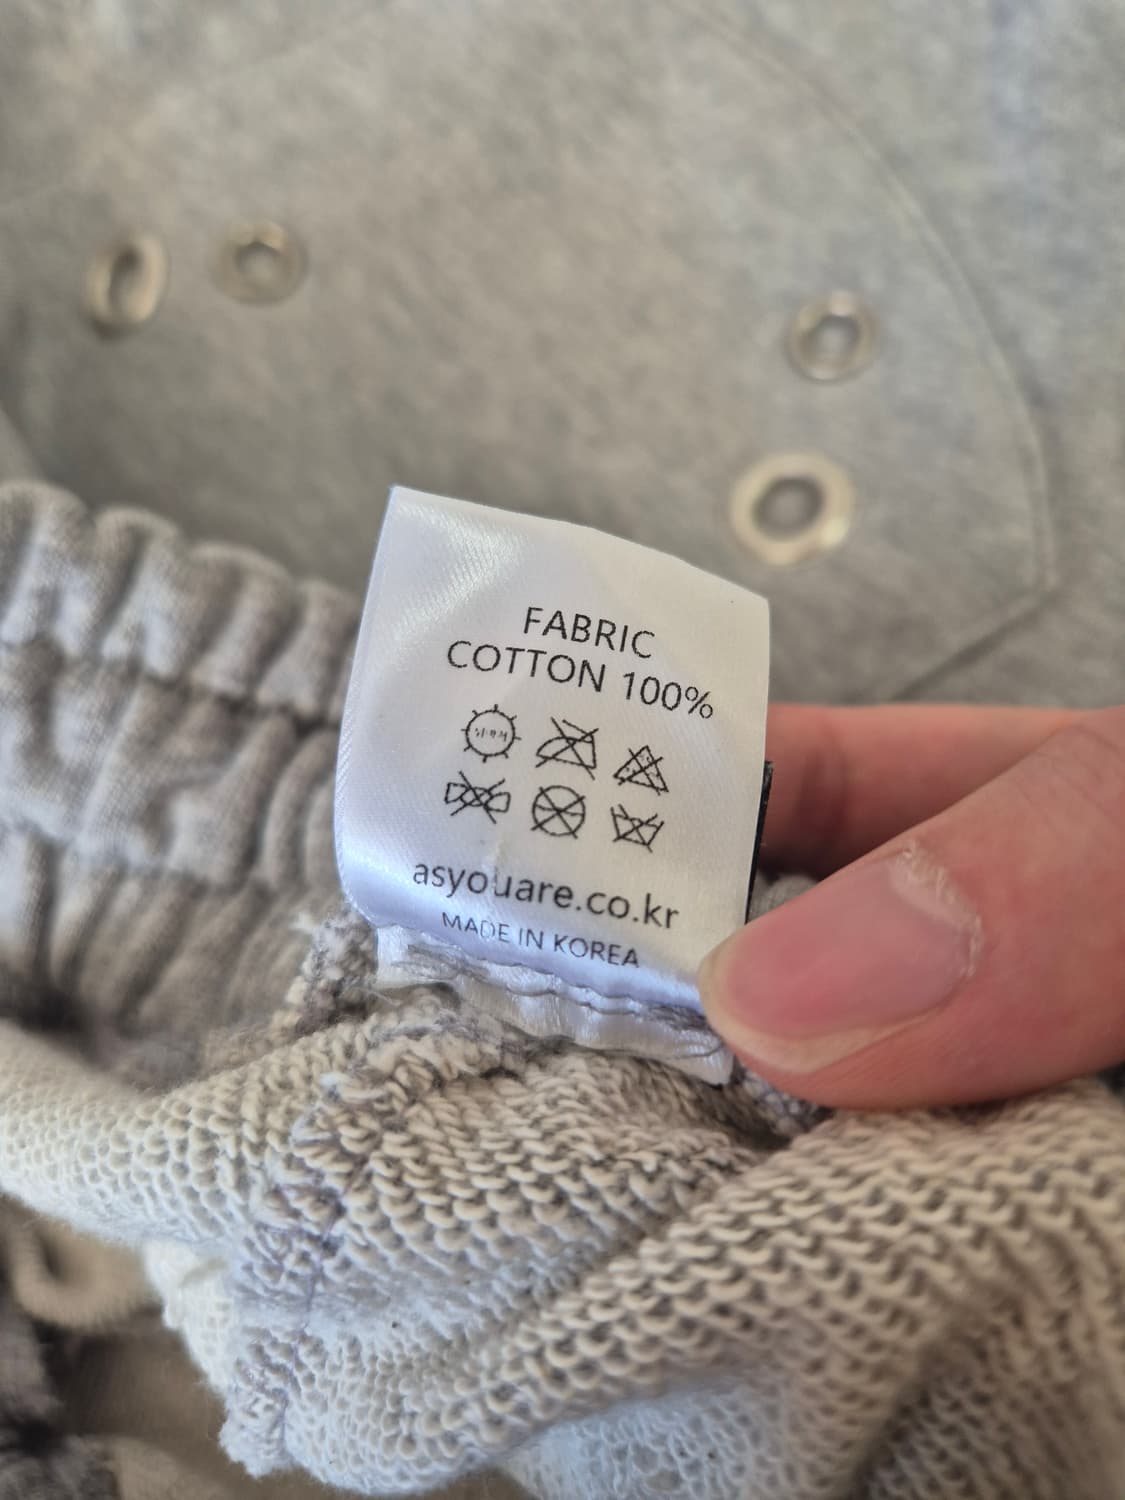 FABRIC
COTTON 100%
asyouare.co.kr
MADE IN KOREA